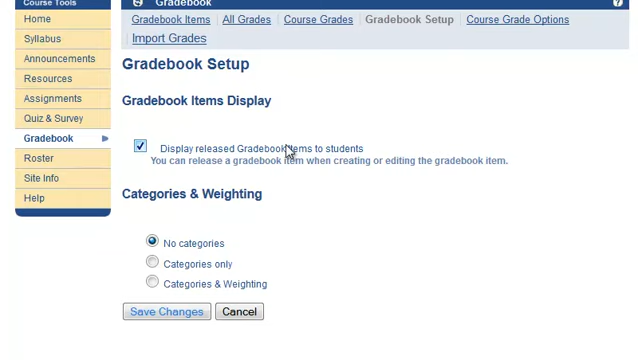 Course Tools
Gradebook
?
Home
Syllabus
Announcements
Resources
Assignments
Quiz & Survey
Gradebook
Roster
Site Info
Help
Gradebook Items | All Grades | Course Grades | Gradebook Setup | Course Grade Options
| Import Grades
Gradebook Setup
Gradebook Items Display
Display released Gradebook items to students
You can release a gradebook item when creating or editing the gradebook item.
Categories & Weighting
No categories
Categories only
Categories & Weighting
Save Changes
Cancel